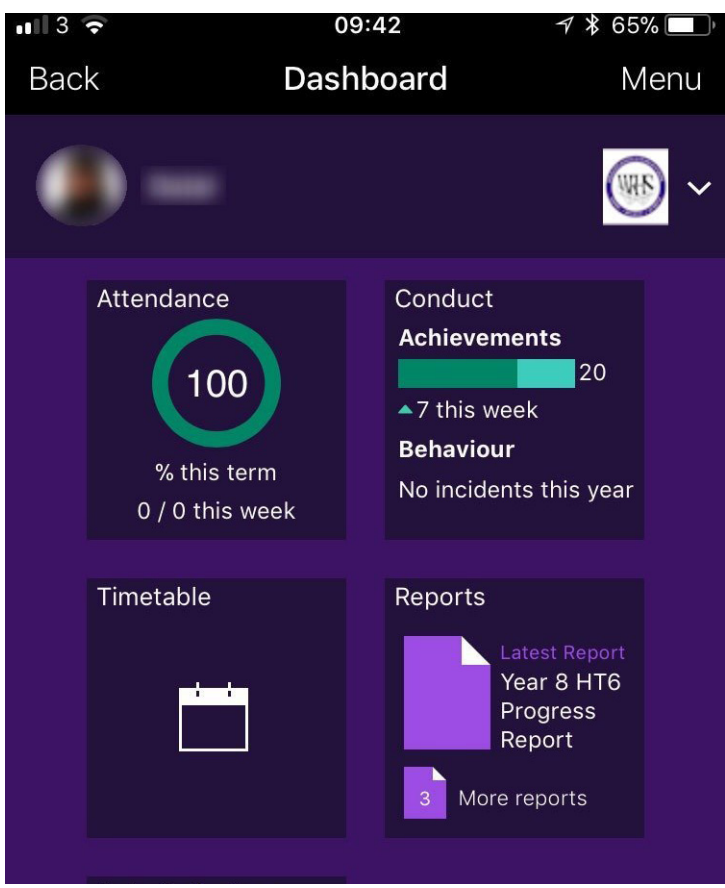 3 09:42 65%
Back Dashboard Menu
WHS
Attendance
100
% this term
0 / 0 this week
Conduct
Achievements
20
7 this week
Behaviour
No incidents this year
Timetable
Reports
Latest Report
Year 8 HT6
Progress
Report
3 More reports